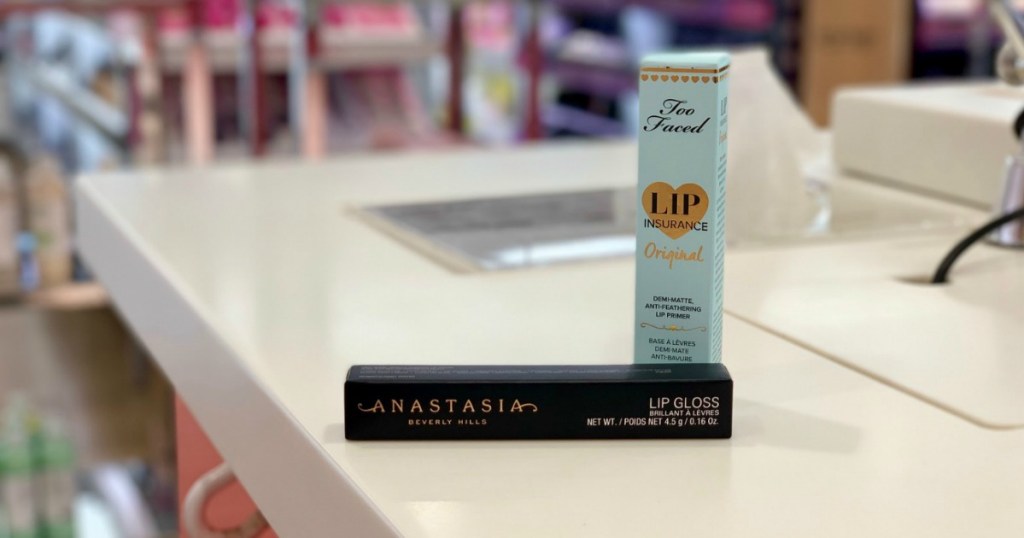 Too
Faced
LIP
INSURANCE
Original
DEMI-MATTE,
ANTI-FEATHERING
LIP PRIMER
BASE À LÈVRES
DEMI-MATE
ANTI-BAVURE
LIP
ANASTASIA
BEVERLY HILLS
LIP GLOSS
BRILLANT À LÈVRES
NET WT. / POIDS NET 4.5 g / 0.16 Oz.